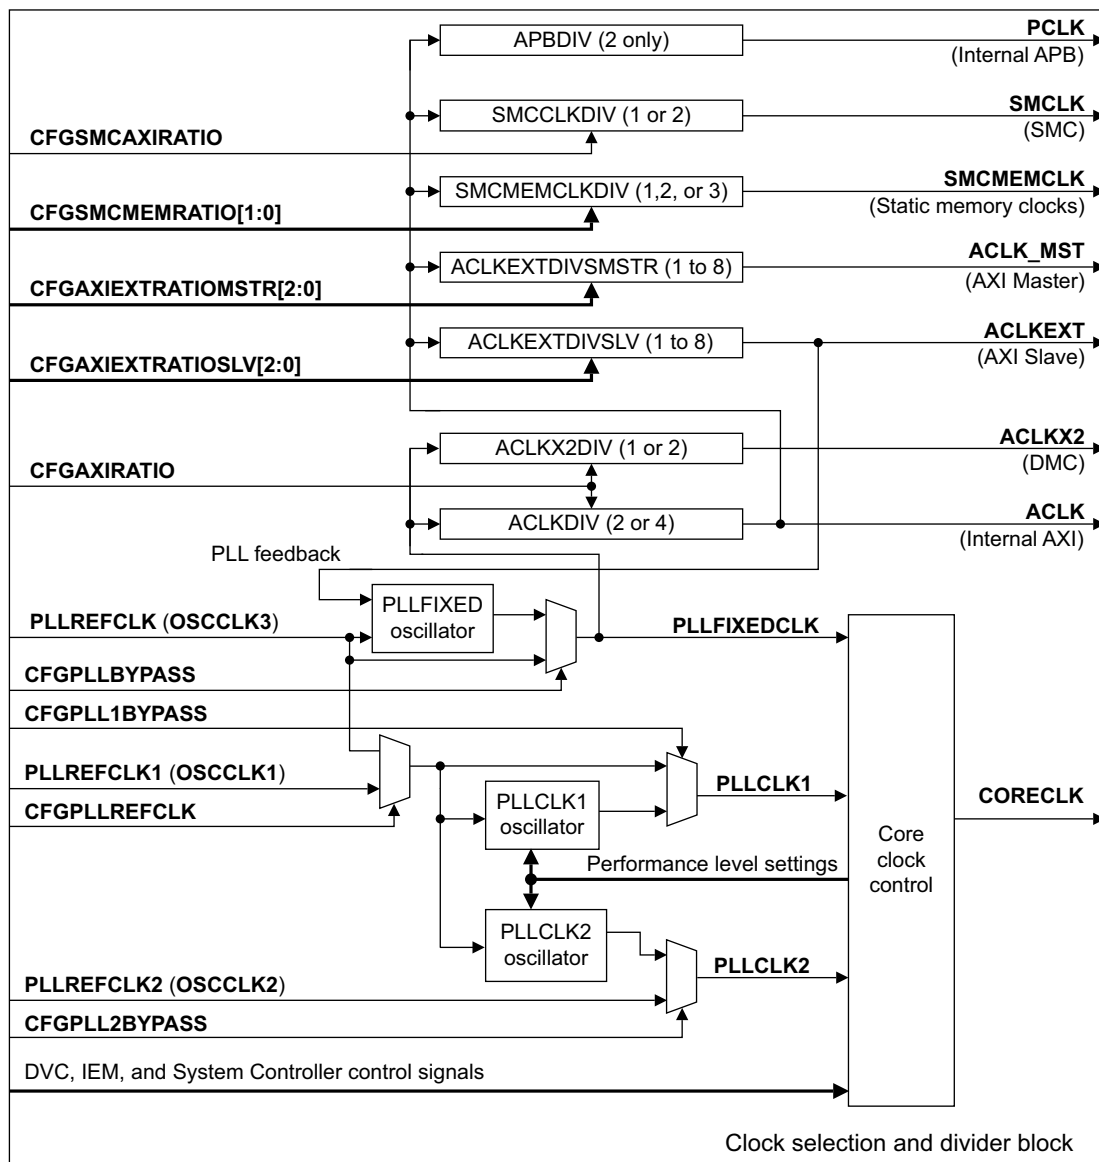 APBDIV (2 only)
PCLK
(Internal APB)
SMCCLKDIV (1 or 2)
SMCLK
(SMC)
CFGSMCAXIRATIO
SMCMEMCLKDIV (1,2, or 3)
SMCMEMCLK
(Static memory clocks)
CFGSMCMEMRATIO[1:0]
ACLKEXTDIVSMSTR (1 to 8)
ACLK_MST
(AXI Master)
CFGAXIEXTRATIOMSTR[2:0]
ACLKEXTDIVSLV (1 to 8)
ACLKEXT
(AXI Slave)
CFGAXIEXTRATIOSLV[2:0]
ACLKX2DIV (1 or 2)
ACLKX2
(DMC)
CFGAXIRATIO
ACLKDIV (2 or 4)
ACLK
(Internal AXI)
PLL feedback
PLLFIXED
oscillator
PLLREFCLK (OSCCLK3)
PLLFIXEDCLK
CFGPLLBYPASS
CFGPLL1BYPASS
PLLREFCLK1 (OSCCLK1)
CFGPLLREFCLK
PLLCLK1
oscillator
PLLCLK1
CORECLK
Core
clock
control
Performance level settings
PLLCLK2
oscillator
PLLCLK2
PLLREFCLK2 (OSCCLK2)
CFGPLL2BYPASS
DVC, IEM, and System Controller control signals
Clock selection and divider block